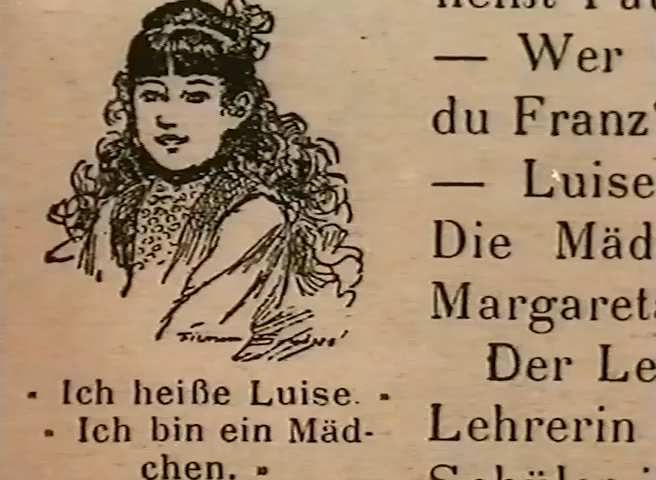 « Ich heiße Luise. »
« Ich bin ein Mäd-
chen. »
— Wer
du Franz
— Luise
Die Mäd
Margaret
Der Le
Lehrerin